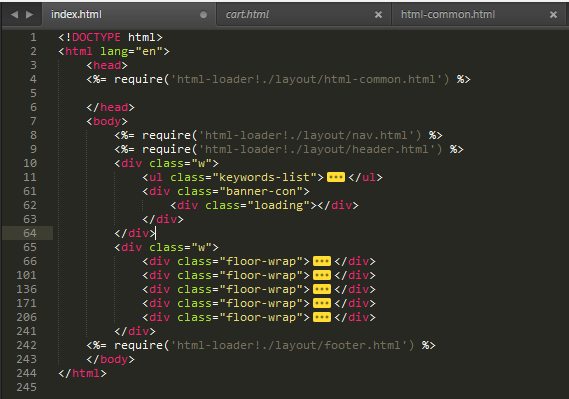 index.html cart.html html-common.html
1 <!DOCTYPE html>
2 <html lang="en">
3 <head>
4 <%= require('html-loader!./layout/html-common.html') %>
5
6 </head>
7 <body>
8 <%= require('html-loader!./layout/nav.html') %>
9 <%= require('html-loader!./layout/header.html') %>
10 <div class="w">
11 <ul class="keywords-list"></ul>
61 <div class="banner-con">
62 <div class="loading"></div>
63 </div>
64 </div>
65 <div class="w">
66 <div class="floor-wrap"></div>
101 <div class="floor-wrap"></div>
136 <div class="floor-wrap"></div>
171 <div class="floor-wrap"></div>
206 <div class="floor-wrap"></div>
241 </div>
242 <%= require('html-loader!./layout/footer.html') %>
243 </body>
244 </html>
245